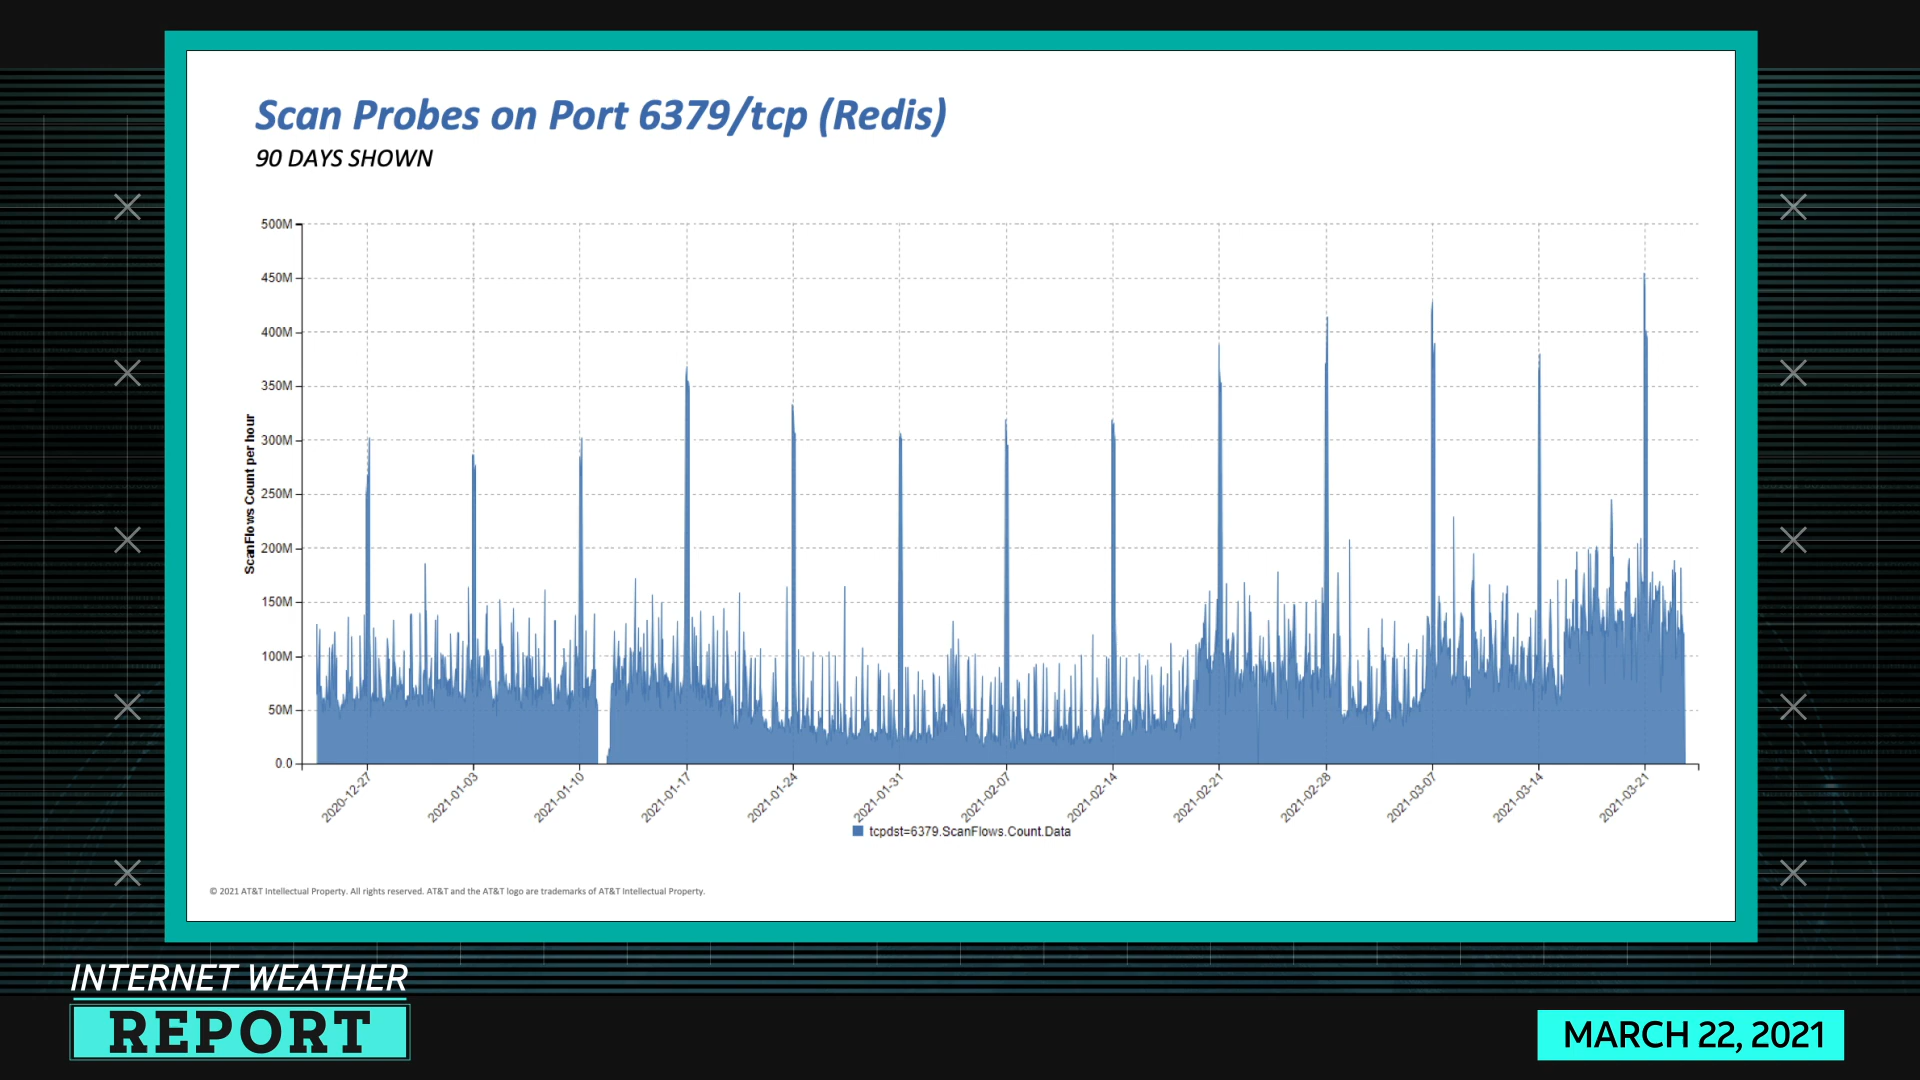 Scan Probes on Port 6379/tcp (Redis)
90 DAYS SHOWN
ScanFlows Count per hour
500M
450M
400M
350M
300M
250M
200M
150M
100M
50M
0.0
2020-12-27
2021-01-03
2021-01-10
2021-01-17
2021-01-24
2021-01-31
2021-02-07
2021-02-14
2021-02-21
2021-02-28
2021-03-07
2021-03-14
2021-03-21
tcpdst=6379.ScanFlows.Count.Data
© 2021 AT&T Intellectual Property. All rights reserved. AT&T and the AT&T logo are trademarks of AT&T Intellectual Property.
INTERNET WEATHER
REPORT
MARCH 22, 2021